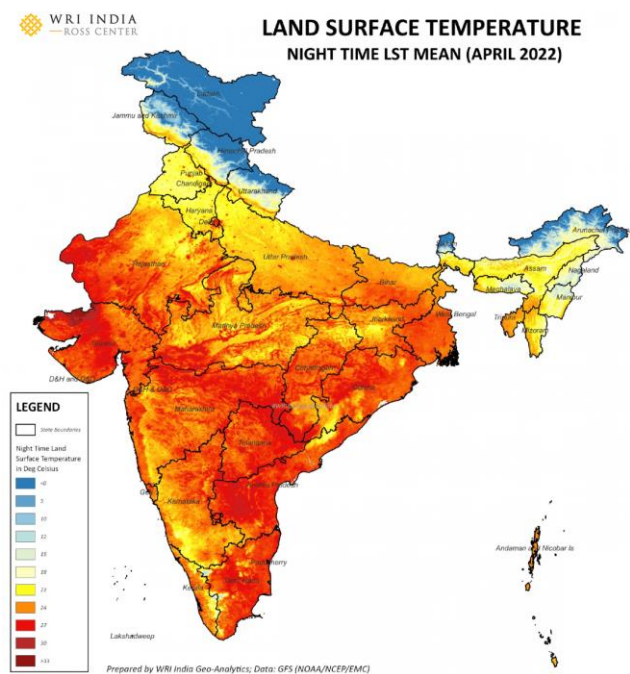 WRI INDIA
ROSS CENTER
LAND SURFACE TEMPERATURE
NIGHT TIME LST MEAN (APRIL 2022)
Ladakh
Jammu and Kashmir
Himachal Pradesh
Punjab
Chandigarh
Uttarakhand
Haryana
Delhi
Arunachal Pradesh
Rajasthan
Uttar Pradesh
Assam
Nagaland
Bihar
Meghalaya
Manipur
Jharkhand
West Bengal
Tripura
Mizoram
Madhya Pradesh
Chhattisgarh
D&H and
Maharashtra
Telangana
Karnataka
Andaman and Nicobar Is
Puducherry
Kerala
Tamil Nadu
Lakshadweep
LEGEND
State Boundaries
Night Time Land
Surface Temperature
in Deg Celsius
<0
5
10
12
15
18
21
24
27
30
>33
Prepared by WRI India Geo-Analytics; Data: GFS (NOAA/NCEP/EMC)